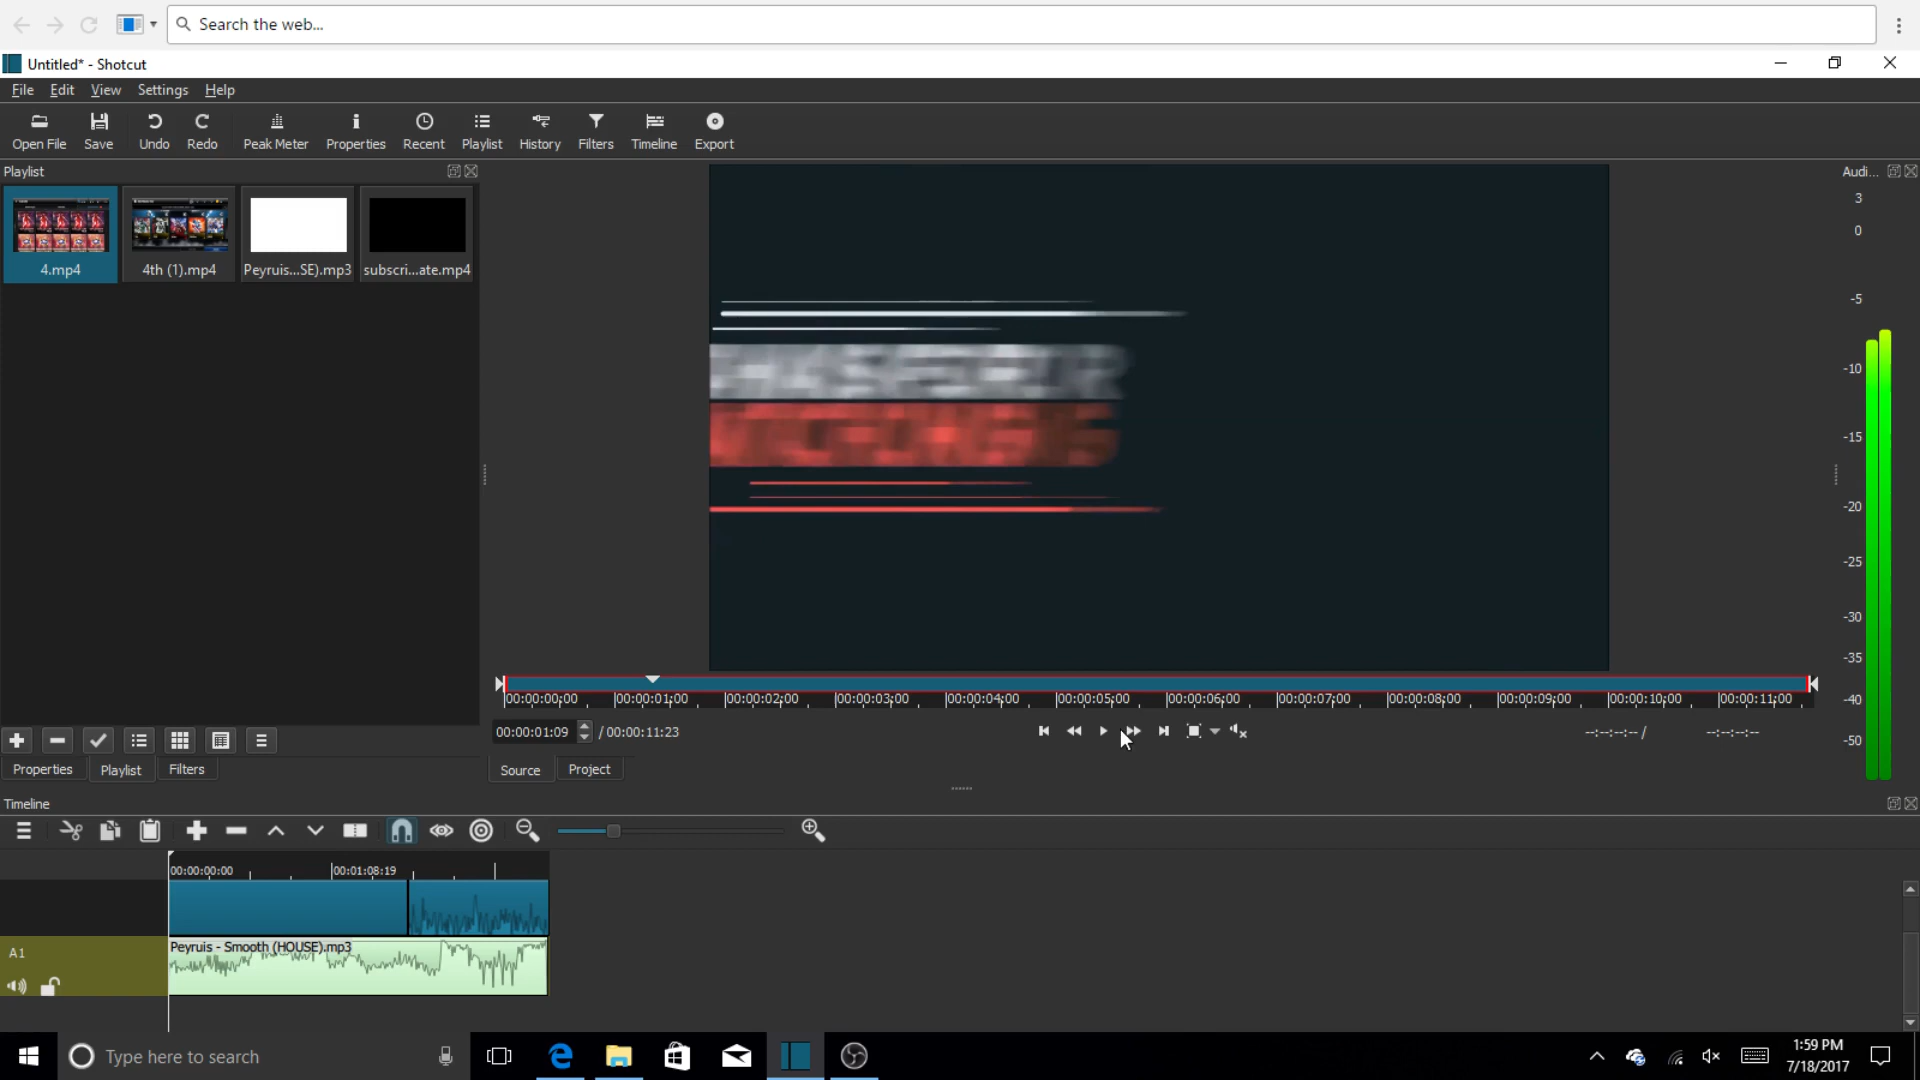 Search the web...
Untitled* - Shotcut
File Edit View Settings Help
Open File Save Undo Redo Peak Meter Properties Recent Playlist History Filters Timeline Export
Playlist
Audi...
4.mp4 4th (1).mp4 Peyruis...SE).mp3 subscri...ate.mp4
3
0
-5
-10
-15
-20
-25
-30
-35
-40
-50
00:00:00;00 00:00:01;00 00:00:02;00 00:00:03;00 00:00:04;00 00:00:05;00 00:00:06;00 00:00:07;00 00:00:08;00 00:00:09;00 00:00:10;00 00:00:11;00
00:00:01:09 / 00:00:11:23
--:--:--:-- / --:--:--:--
Properties Playlist Filters
Source Project
Timeline
00:00:00:00 00:01:08:19
Peyruis - Smooth (HOUSE).mp3
A1
Type here to search
1:59 PM
7/18/2017